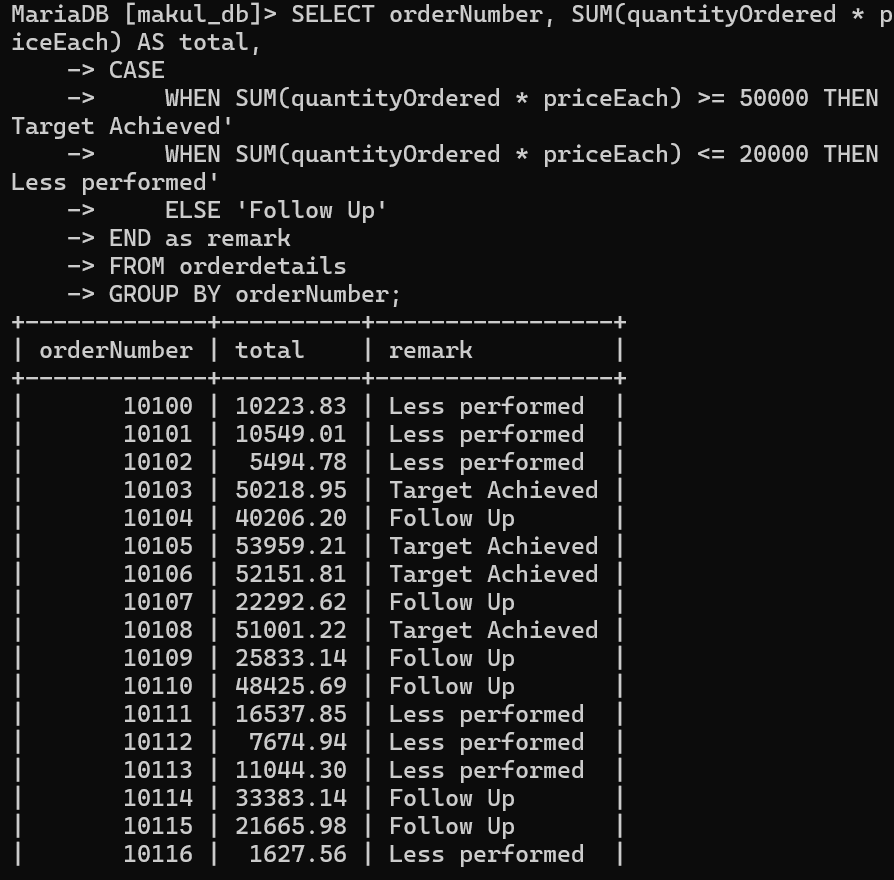 MariaDB [makul_db]> SELECT orderNumber, SUM(quantityOrdered * p
iceEach) AS total,
    -> CASE
    ->     WHEN SUM(quantityOrdered * priceEach) >= 50000 THEN
Target Achieved'
    ->     WHEN SUM(quantityOrdered * priceEach) <= 20000 THEN
Less performed'
    ->     ELSE 'Follow Up'
    -> END as remark
    -> FROM orderdetails
    -> GROUP BY orderNumber;
+-------------+----------+-----------------+
| orderNumber | total    | remark          |
+-------------+----------+-----------------+
|       10100 | 10223.83 | Less performed  |
|       10101 | 10549.01 | Less performed  |
|       10102 |  5494.78 | Less performed  |
|       10103 | 50218.95 | Target Achieved |
|       10104 | 40206.20 | Follow Up       |
|       10105 | 53959.21 | Target Achieved |
|       10106 | 52151.81 | Target Achieved |
|       10107 | 22292.62 | Follow Up       |
|       10108 | 51001.22 | Target Achieved |
|       10109 | 25833.14 | Follow Up       |
|       10110 | 48425.69 | Follow Up       |
|       10111 | 16537.85 | Less performed  |
|       10112 |  7674.94 | Less performed  |
|       10113 | 11044.30 | Less performed  |
|       10114 | 33383.14 | Follow Up       |
|       10115 | 21665.98 | Follow Up       |
|       10116 |  1627.56 | Less performed  |